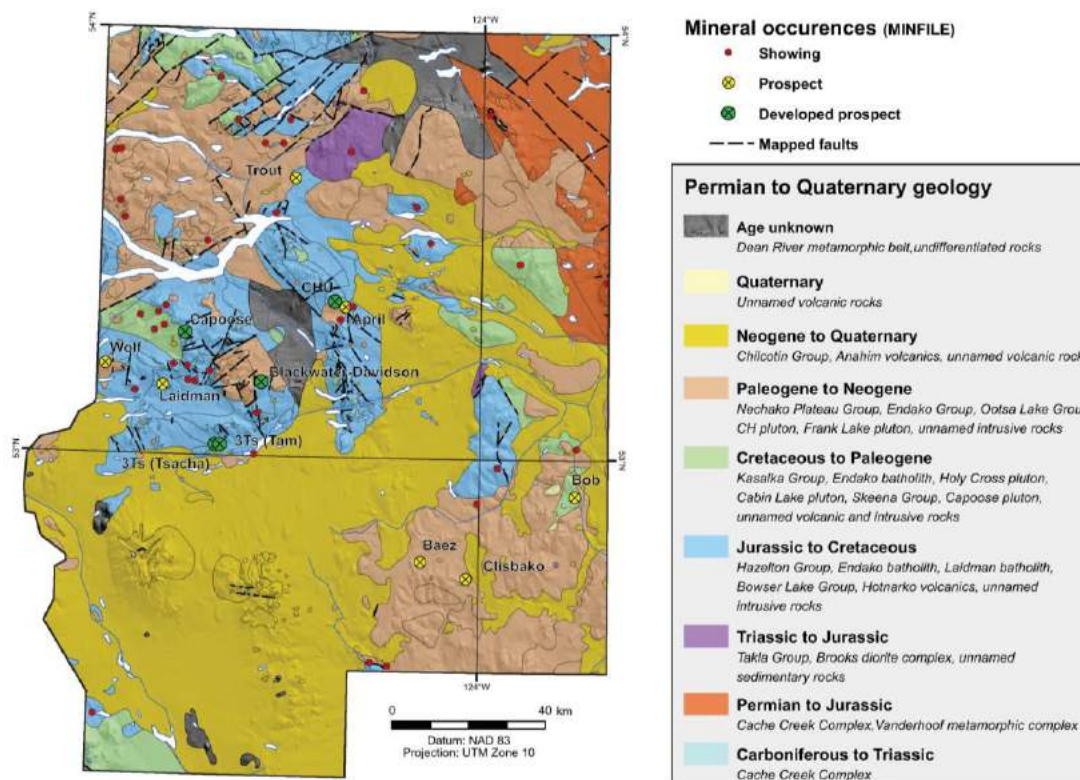 54°N
124°W
54°N
Trout
CHU
April
Capoose
Wolf
Blackwater-Davidson
Laidman
3Ts (Tam)
53°N
3Ts (Tsacha)
53°N
Bob
Baez
Clisbako
124°W
0 40 km
Datum: NAD 83
Projection: UTM Zone 10
Mineral occurences (MINFILE)
Showing
Prospect
Developed prospect
Mapped faults
Permian to Quaternary geology
Age unknown
Dean River metamorphic belt,undifferentiated rocks
Quaternary
Unnamed volcanic rocks
Neogene to Quaternary
Chilcotin Group, Anahim volcanics, unnamed volcanic rock
Paleogene to Neogene
Nechako Plateau Group, Endako Group, Ootsa Lake Grou
CH pluton, Frank Lake pluton, unnamed intrusive rocks
Cretaceous to Paleogene
Kasalka Group, Endako batholith, Holy Cross pluton,
Cabin Lake pluton, Skeena Group, Capoose pluton,
unnamed volcanic and intrusive rocks
Jurassic to Cretaceous
Hazelton Group, Endako batholith, Laidman batholith,
Bowser Lake Group, Hotnarko volcanics, unnamed
intrusive rocks
Triassic to Jurassic
Takla Group, Brooks diorite complex, unnamed
sedimentary rocks
Permian to Jurassic
Cache Creek Complex,Vanderhoof metamorphic complex
Carboniferous to Triassic
Cache Creek Complex